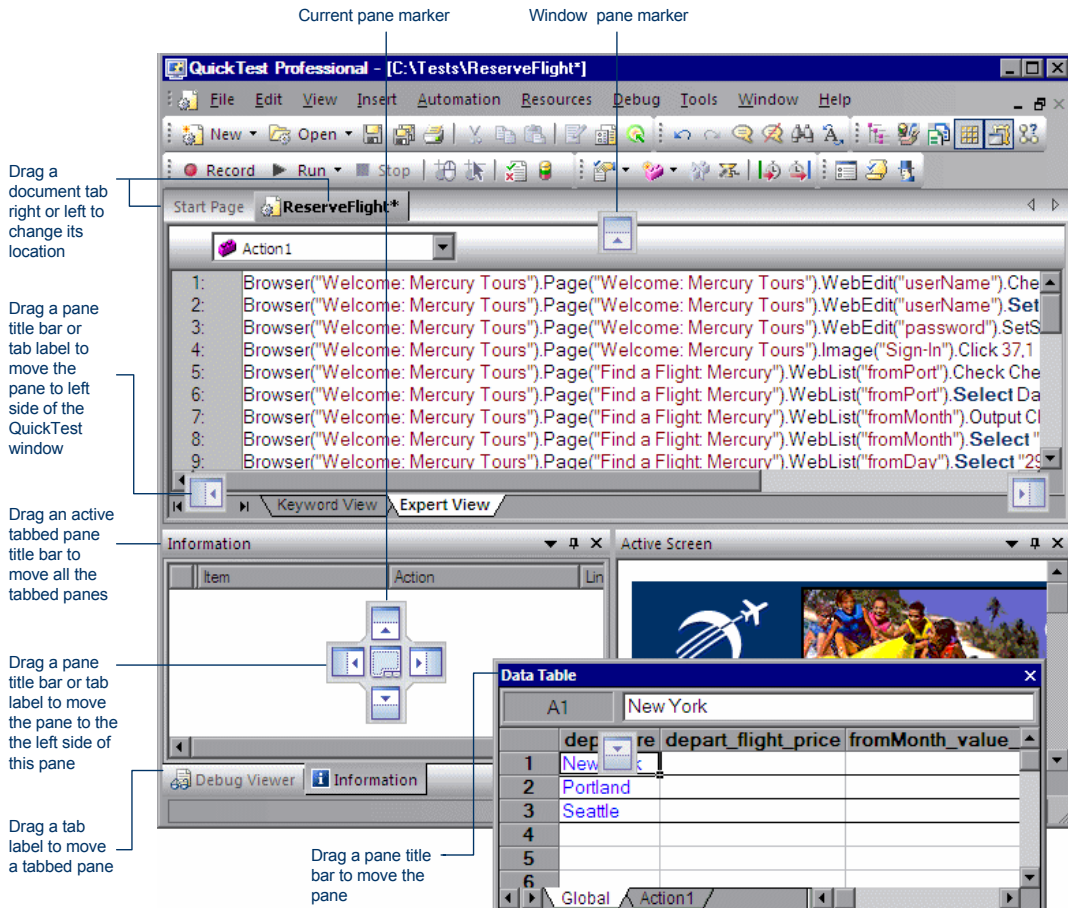 Current pane marker
Window pane marker
QuickTest Professional - [C:\Tests\ReserveFlight*]
File Edit View Insert Automation Resources Debug Tools Window Help
New Open
Record Run Stop
Drag a
document tab
right or left to
change its
location
Start Page ReserveFlight*
Action1
1: Browser("Welcome: Mercury Tours").Page("Welcome: Mercury Tours").WebEdit("userName").Che
2: Browser("Welcome: Mercury Tours").Page("Welcome: Mercury Tours").WebEdit("userName").Set
3: Browser("Welcome: Mercury Tours").Page("Welcome: Mercury Tours").WebEdit("password").SetS
4: Browser("Welcome: Mercury Tours").Page("Welcome: Mercury Tours").Image("Sign-In").Click 37,1
5: Browser("Welcome: Mercury Tours").Page("Find a Flight: Mercury").WebList("fromPort").Check Che
6: Browser("Welcome: Mercury Tours").Page("Find a Flight: Mercury").WebList("fromPort").Select Da
7: Browser("Welcome: Mercury Tours").Page("Find a Flight: Mercury").WebList("fromMonth").Output Cl
8: Browser("Welcome: Mercury Tours").Page("Find a Flight: Mercury").WebList("fromMonth").Select "
9: Browser("Welcome: Mercury Tours").Page("Find a Flight: Mercury").WebList("fromDay").Select "29
Drag a pane
title bar or
tab label to
move the
pane to left
side of the
QuickTest
window
Keyword View Expert View
Drag an active
tabbed pane
title bar to
move all the
tabbed panes
Information
Active Screen
Item Action Lin
Drag a pane
title bar or tab
label to move
the pane to the
the left side of
this pane
Data Table
A1 New York
dep re depart_flight_price fromMonth_value_
1 New k
2 Portland
3 Seattle
4
5
6
Global Action1
Debug Viewer Information
Drag a tab
label to move
a tabbed pane
Drag a pane title
bar to move the
pane